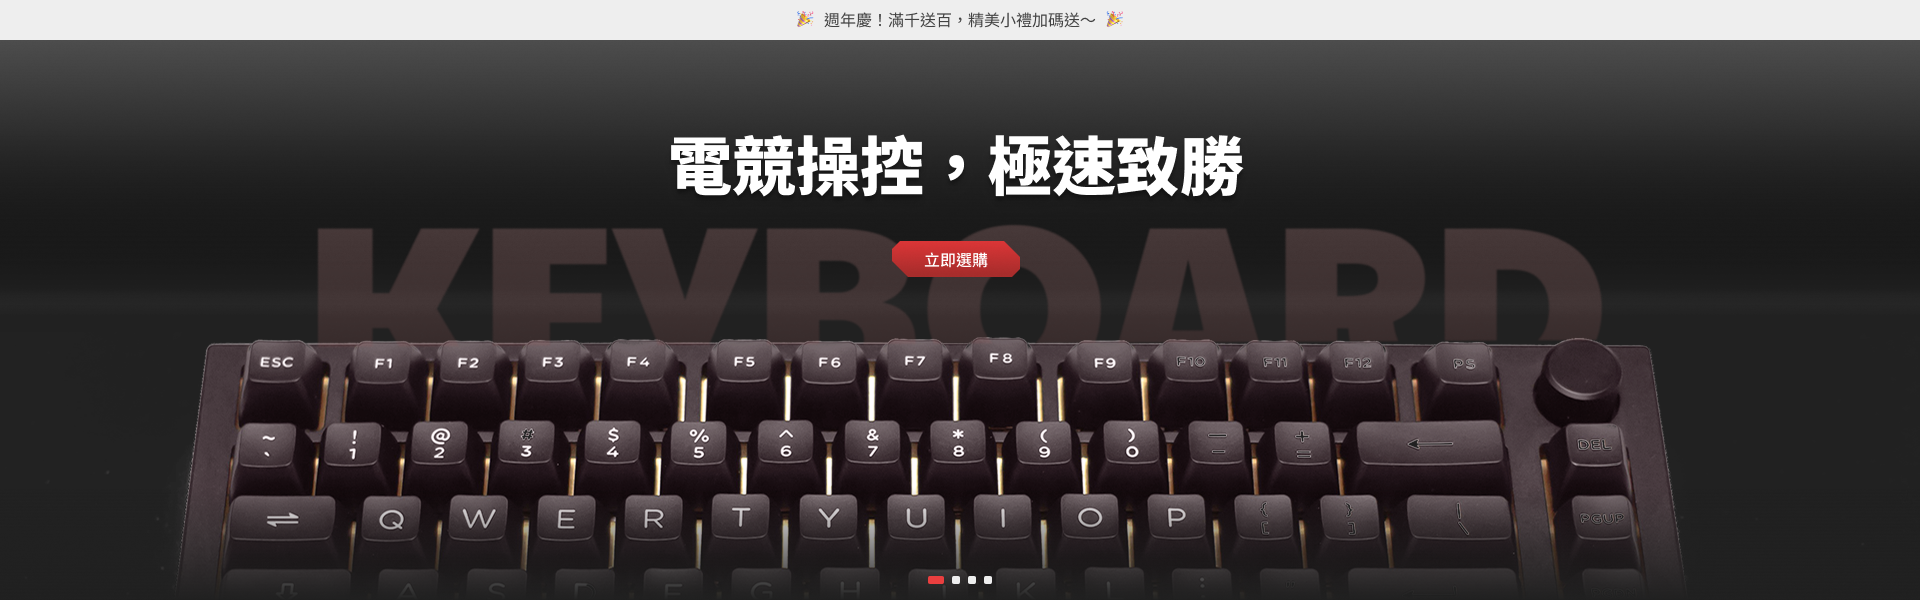 🎉 週年慶！滿千送百，精美小禮加碼送～ 🎉
電競操控，極速致勝
KEYBOARD
立即選購
ESC F1 F2 F3 F4 F5 F6 F7 F8 F9 F10 F11 F12 PS
~ ! @ # $ % ^ & * ( ) — +
` 1 2 3 4 5 6 7 8 9 0 - = ← DEL
⇌ Q W E R T Y U I O P { [ } ] | \ PGUP
A S F G H K L